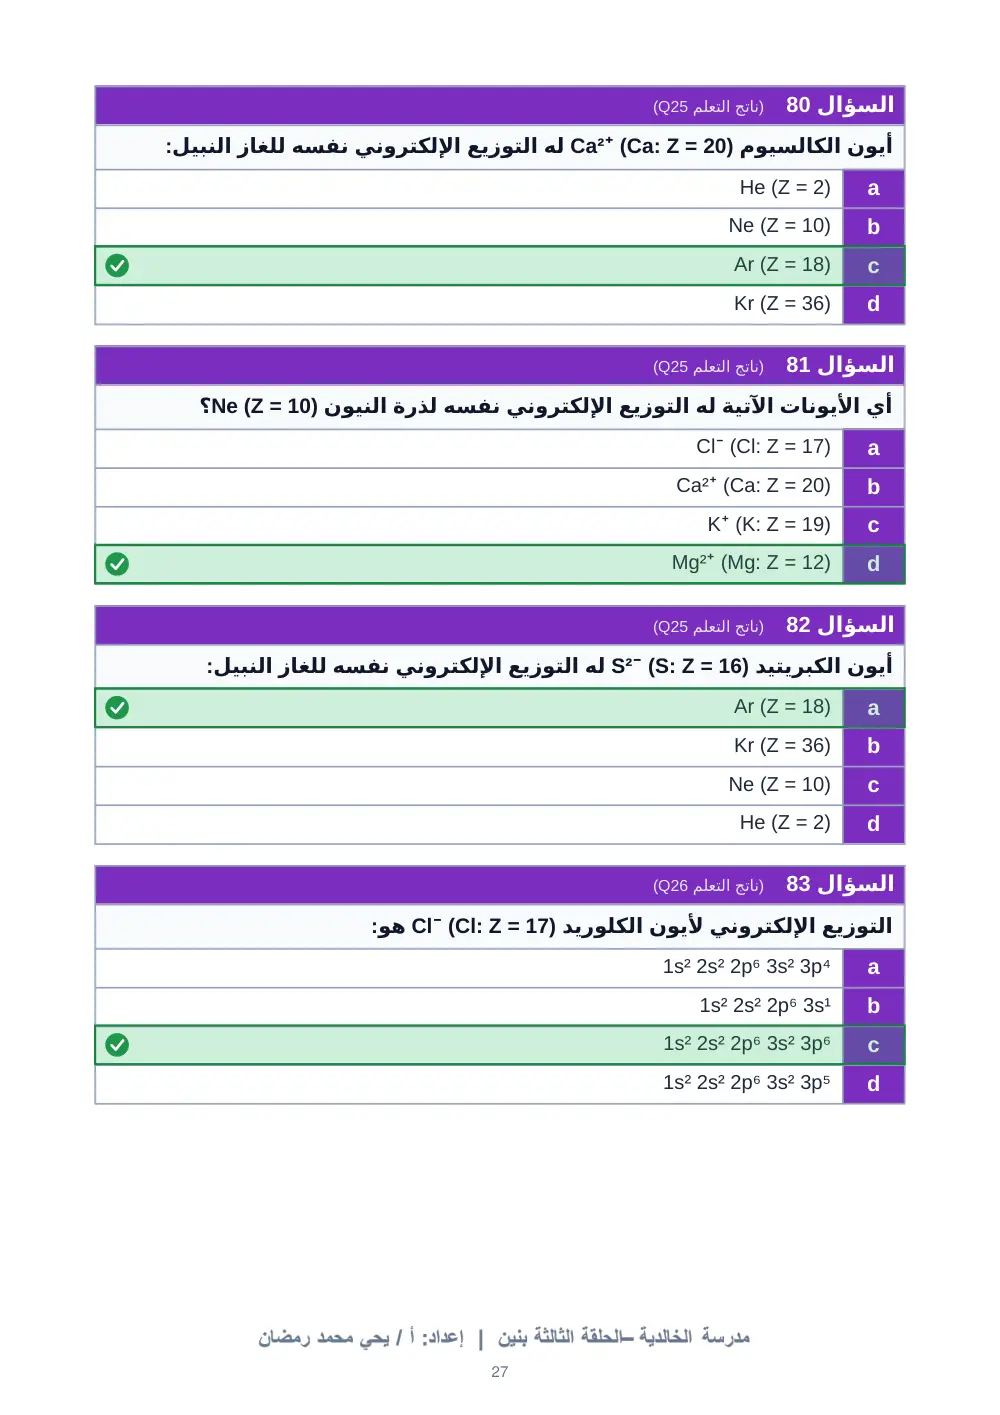 السؤال 80 (ناتج التعلم Q25)
أيون الكالسيوم Ca²⁺ (Ca: Z = 20) له التوزيع الإلكتروني نفسه للغاز النبيل:
a He (Z = 2)
b Ne (Z = 10)
c Ar (Z = 18)
d Kr (Z = 36)
السؤال 81 (ناتج التعلم Q25)
أي الأيونات الآتية له التوزيع الإلكتروني نفسه لذرة النيون Ne (Z = 10)؟
a Cl⁻ (Cl: Z = 17)
b Ca²⁺ (Ca: Z = 20)
c K⁺ (K: Z = 19)
d Mg²⁺ (Mg: Z = 12)
السؤال 82 (ناتج التعلم Q25)
أيون الكبريتيد S²⁻ (S: Z = 16) له التوزيع الإلكتروني نفسه للغاز النبيل:
a Ar (Z = 18)
b Kr (Z = 36)
c Ne (Z = 10)
d He (Z = 2)
السؤال 83 (ناتج التعلم Q26)
التوزيع الإلكتروني لأيون الكلوريد Cl⁻ (Cl: Z = 17) هو:
a 1s² 2s² 2p⁶ 3s² 3p⁴
b 1s² 2s² 2p⁶ 3s¹
c 1s² 2s² 2p⁶ 3s² 3p⁶
d 1s² 2s² 2p⁶ 3s² 3p⁵
مدرسة الخالدية –الحلقة الثالثة بنين | إعداد: أ / يحي محمد رمضان
27